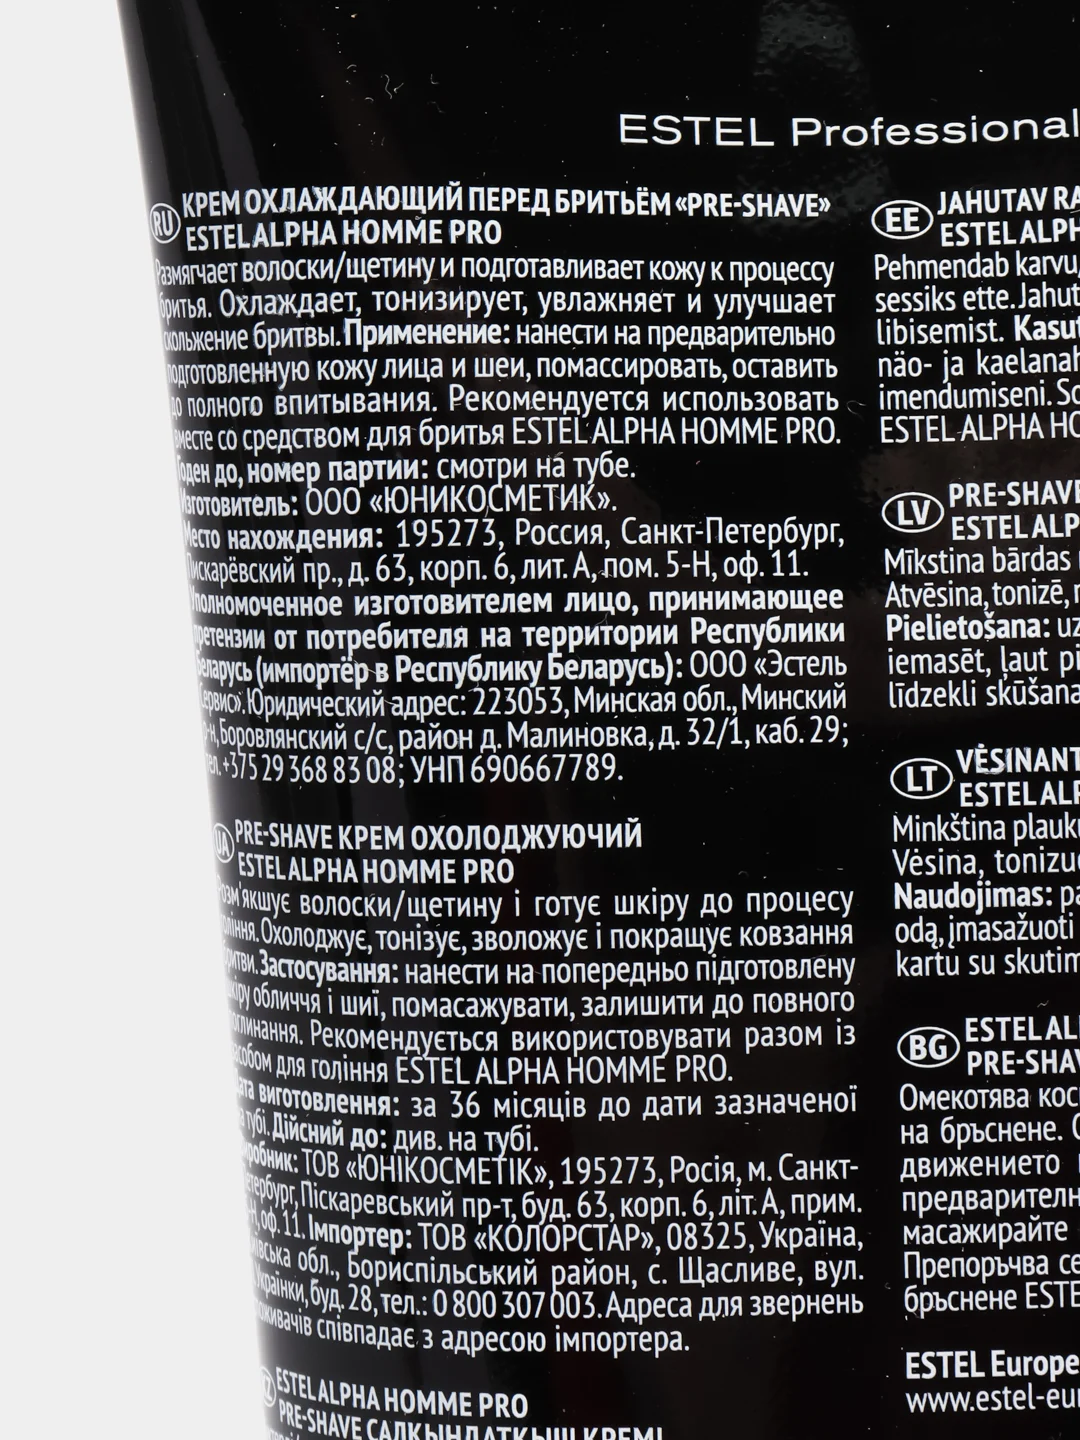 ESTEL Professional
RU КРЕМ ОХЛАЖДАЮЩИЙ ПЕРЕД БРИТЬЁМ «PRE-SHAVE»
ESTEL ALPHA HOMME PRO
Размягчает волоски/щетину и подготавливает кожу к процессу
бритья. Охлаждает, тонизирует, увлажняет и улучшает
скольжение бритвы. Применение: нанести на предварительно
подготовленную кожу лица и шеи, помассировать, оставить
до полного впитывания. Рекомендуется использовать
вместе со средством для бритья ESTEL ALPHA HOMME PRO.
Годен до, номер партии: смотри на тубе.
Изготовитель: ООО «ЮНИКОСМЕТИК».
Место нахождения: 195273, Россия, Санкт-Петербург,
Пискарёвский пр., д. 63, корп. 6, лит. А, пом. 5-Н, оф. 11.
Уполномоченное изготовителем лицо, принимающее
претензии от потребителя на территории Республики
Беларусь (импортёр в Республику Беларусь): ООО «Эстель
Сервис». Юридический адрес: 223053, Минская обл., Минский
р-н, Боровлянский с/с, район д. Малиновка, д. 32/1, каб. 29;
тел. +375 29 368 83 08; УНП 690667789.
UA PRE-SHAVE КРЕМ ОХОЛОДЖУЮЧИЙ
ESTEL ALPHA HOMME PRO
Розм'якшує волоски/щетину і готує шкіру до процесу
гоління. Охолоджує, тонізує, зволожує і покращує ковзання
бритви. Застосування: нанести на попередньо підготовлену
шкіру обличчя і шиї, помасажувати, залишити до повного
поглинання. Рекомендується використовувати разом із
засобом для гоління ESTEL ALPHA HOMME PRO.
Дата виготовлення: за 36 місяців до дати зазначеної
на тубі. Дійсний до: див. на тубі.
Виробник: ТОВ «ЮНІКОСМЕТІК», 195273, Росія, м. Санкт-
Петербург, Піскаревський пр-т, буд. 63, корп. 6, літ. А, прим.
5-Н, оф. 11. Імпортер: ТОВ «КОЛОРСТАР», 08325, Україна,
Київська обл., Бориспільський район, с. Щасливе, вул.
Українки, буд. 28, тел.: 0 800 307 003. Адреса для звернень
споживачів співпадає з адресою імпортера.
KZ ESTEL ALPHA HOMME PRO
PRE-SHAVE САЛҚЫНДАТҚЫШ КРЕМІ
EE JAHUTAV
ESTEL ALPH
Pehmendab karvu
sessiks ette. Jahut
libisemist. Kasut
näo- ja kaelanah
imendumiseni. So
ESTEL ALPHA HO
LV PRE-SHAVE
ESTEL ALP
Mīkstina bārdas
Atvēsina, tonizē,
Pielietošana: uz
iemasēt, ļaut pi
līdzekli skūšana
LT VĖSINANT
ESTEL ALP
Minkština plauk
Vėsina, tonizuo
Naudojimas: pa
odą, įmasažuoti
kartu su skutim
BG ESTEL AL
PRE-SHAV
Омекотява кос
на бръснене. О
движението
предварителн
масажирайте
Препоръчва се
бръснене ESTE
ESTEL Europe
www.estel-eu